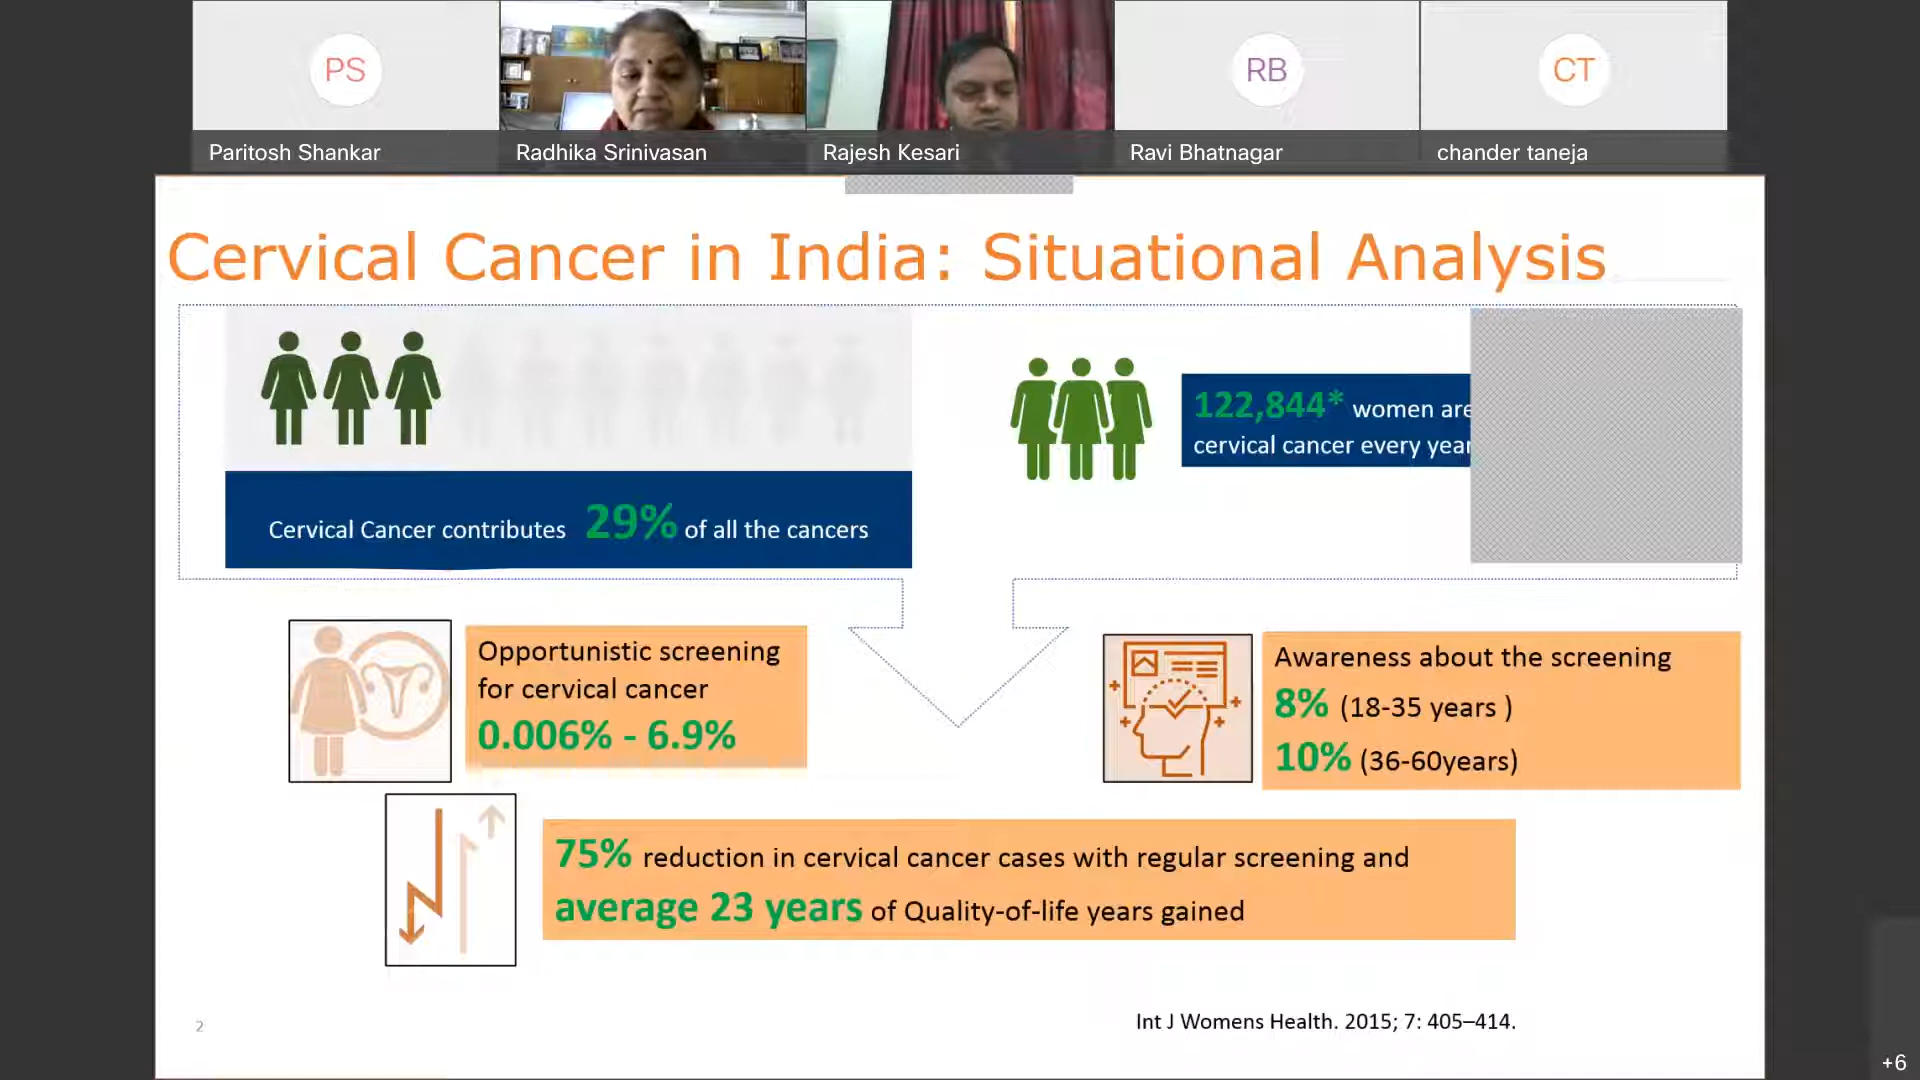 PS
RB
CT
Paritosh Shankar
Radhika Srinivasan
Rajesh Kesari
Ravi Bhatnagar
chander taneja
Cervical Cancer in India: Situational Analysis
Cervical Cancer contributes 29% of all the cancers
122,844* women are
cervical cancer every year
Opportunistic screening
for cervical cancer
0.006% - 6.9%
Awareness about the screening
8% (18-35 years )
10% (36-60years)
75% reduction in cervical cancer cases with regular screening and
average 23 years of Quality-of-life years gained
2
Int J Womens Health. 2015; 7: 405–414.
+6